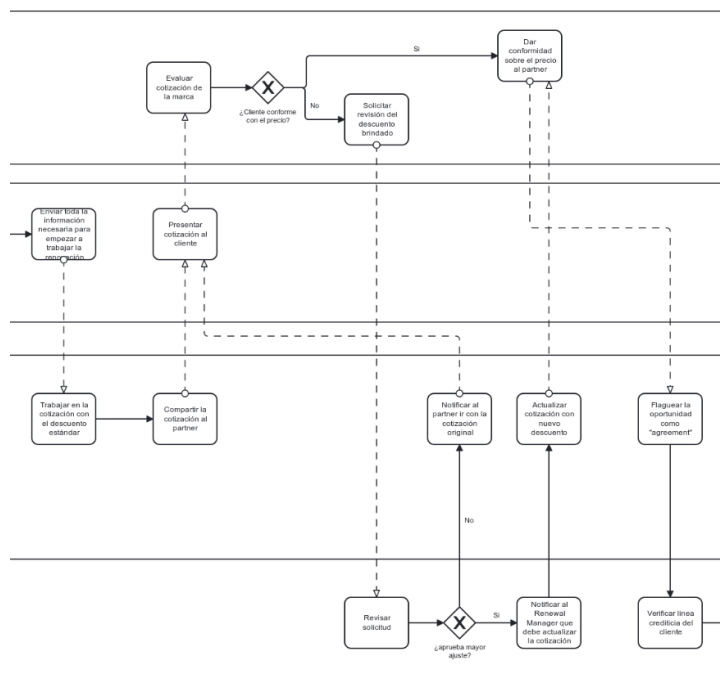 Dar
conformidad
sobre el precio
al partner
Si
Evaluar
cotización de
la marca
X
¿Cliente conforme
con el precio?
No
Solicitar
revisión del
descuento
brindado
Enviar toda la
información
necesaria para
empezar a
trabajar la
renovación
Presentar
cotización al
cliente
Trabajar en la
cotización con
el descuento
estándar
Compartir la
cotización al
partner
Notificar al
partner ir con la
cotización
original
Actualizar
cotización con
nuevo
descuento
Flaguear la
oportunidad
como
"agreement"
No
Revisar
solicitud
X
¿aprueba mayor
ajuste?
Si
Notificar al
Renewal
Manager que
debe actualizar
la cotización
Verificar línea
crediticia del
cliente